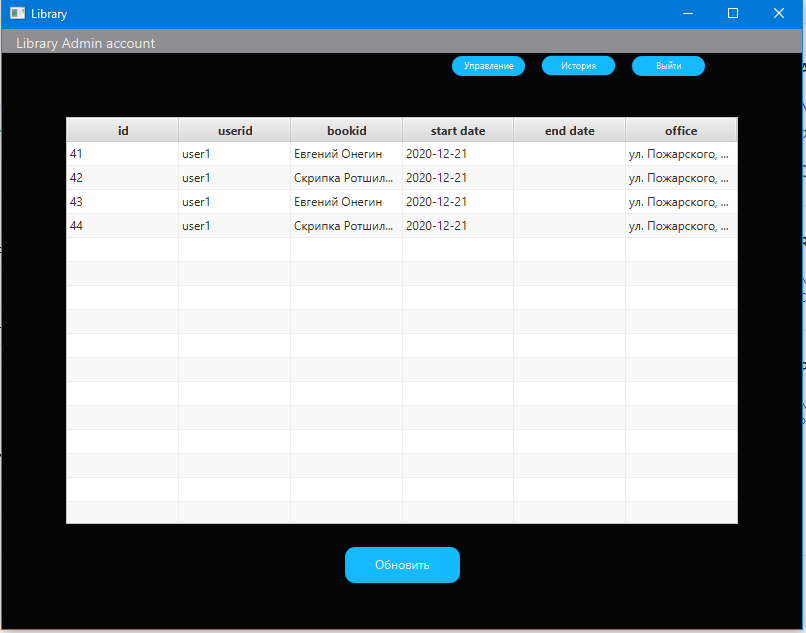 Library
Library Admin account
Управление История Выйти
id userid bookid start date end date office
41 user1 Евгений Онегин 2020-12-21 ул. Пожарского, ...
42 user1 Скрипка Ротшил... 2020-12-21 ул. Пожарского, ...
43 user1 Евгений Онегин 2020-12-21 ул. Пожарского, ...
44 user1 Скрипка Ротшил... 2020-12-21 ул. Пожарского, ...
Обновить